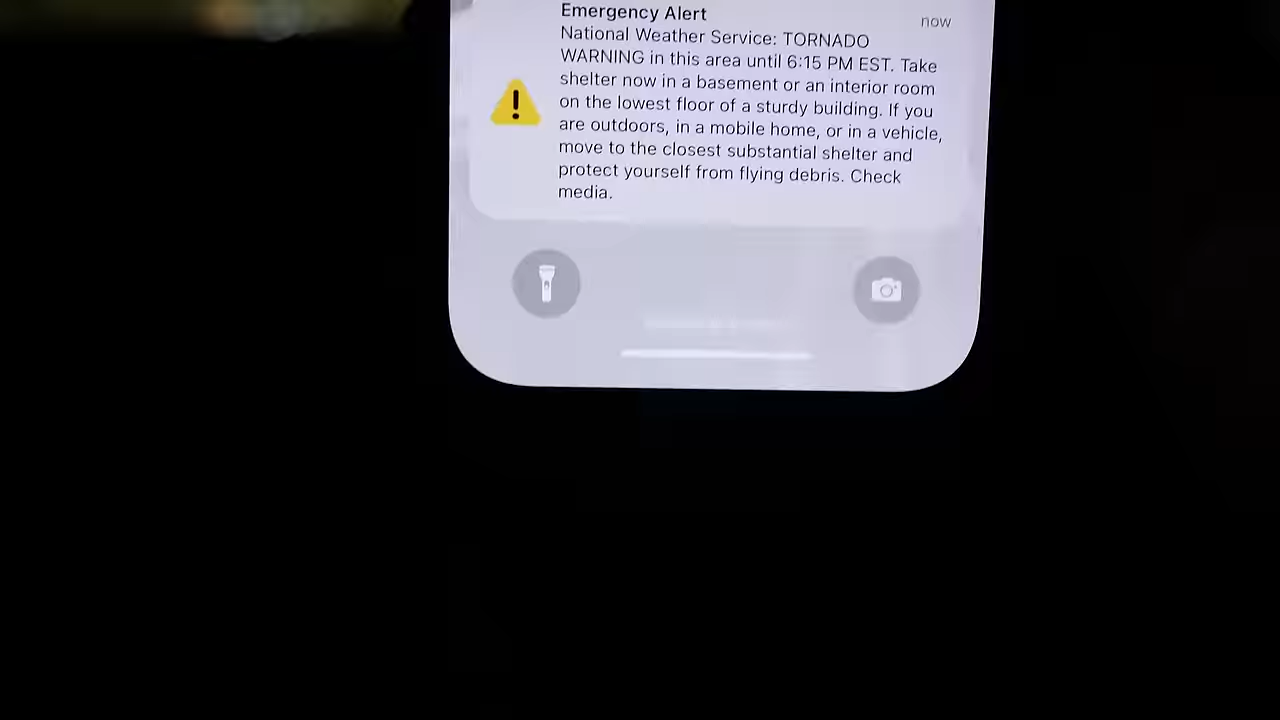 Emergency Alert
now
National Weather Service: TORNADO
WARNING in this area until 6:15 PM EST. Take
shelter now in a basement or an interior room
on the lowest floor of a sturdy building. If you
are outdoors, in a mobile home, or in a vehicle,
move to the closest substantial shelter and
protect yourself from flying debris. Check
media.